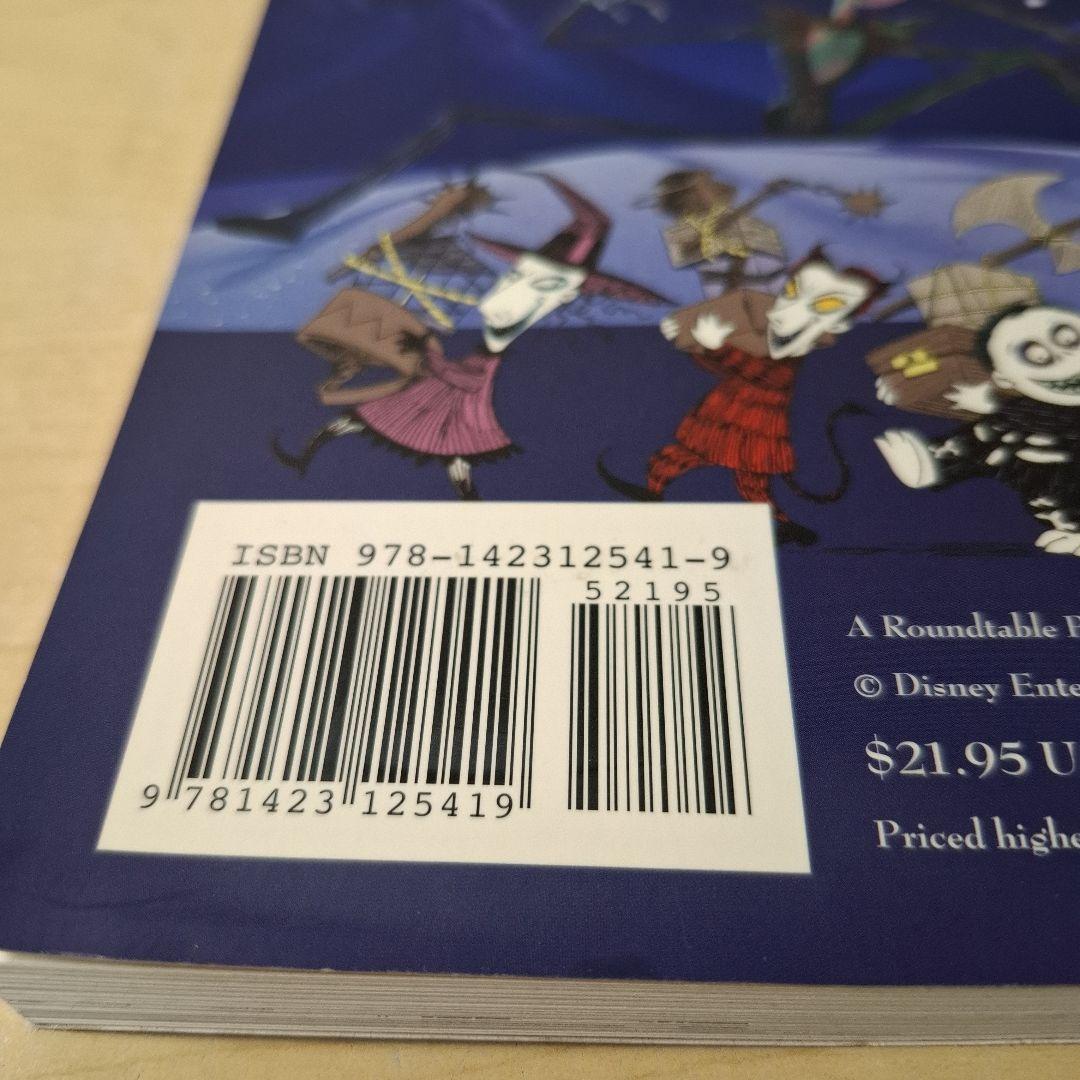 ISBN 978-142312541-9
52195
9 781423 125419
A Roundtable
© Disney
$21.95
Priced